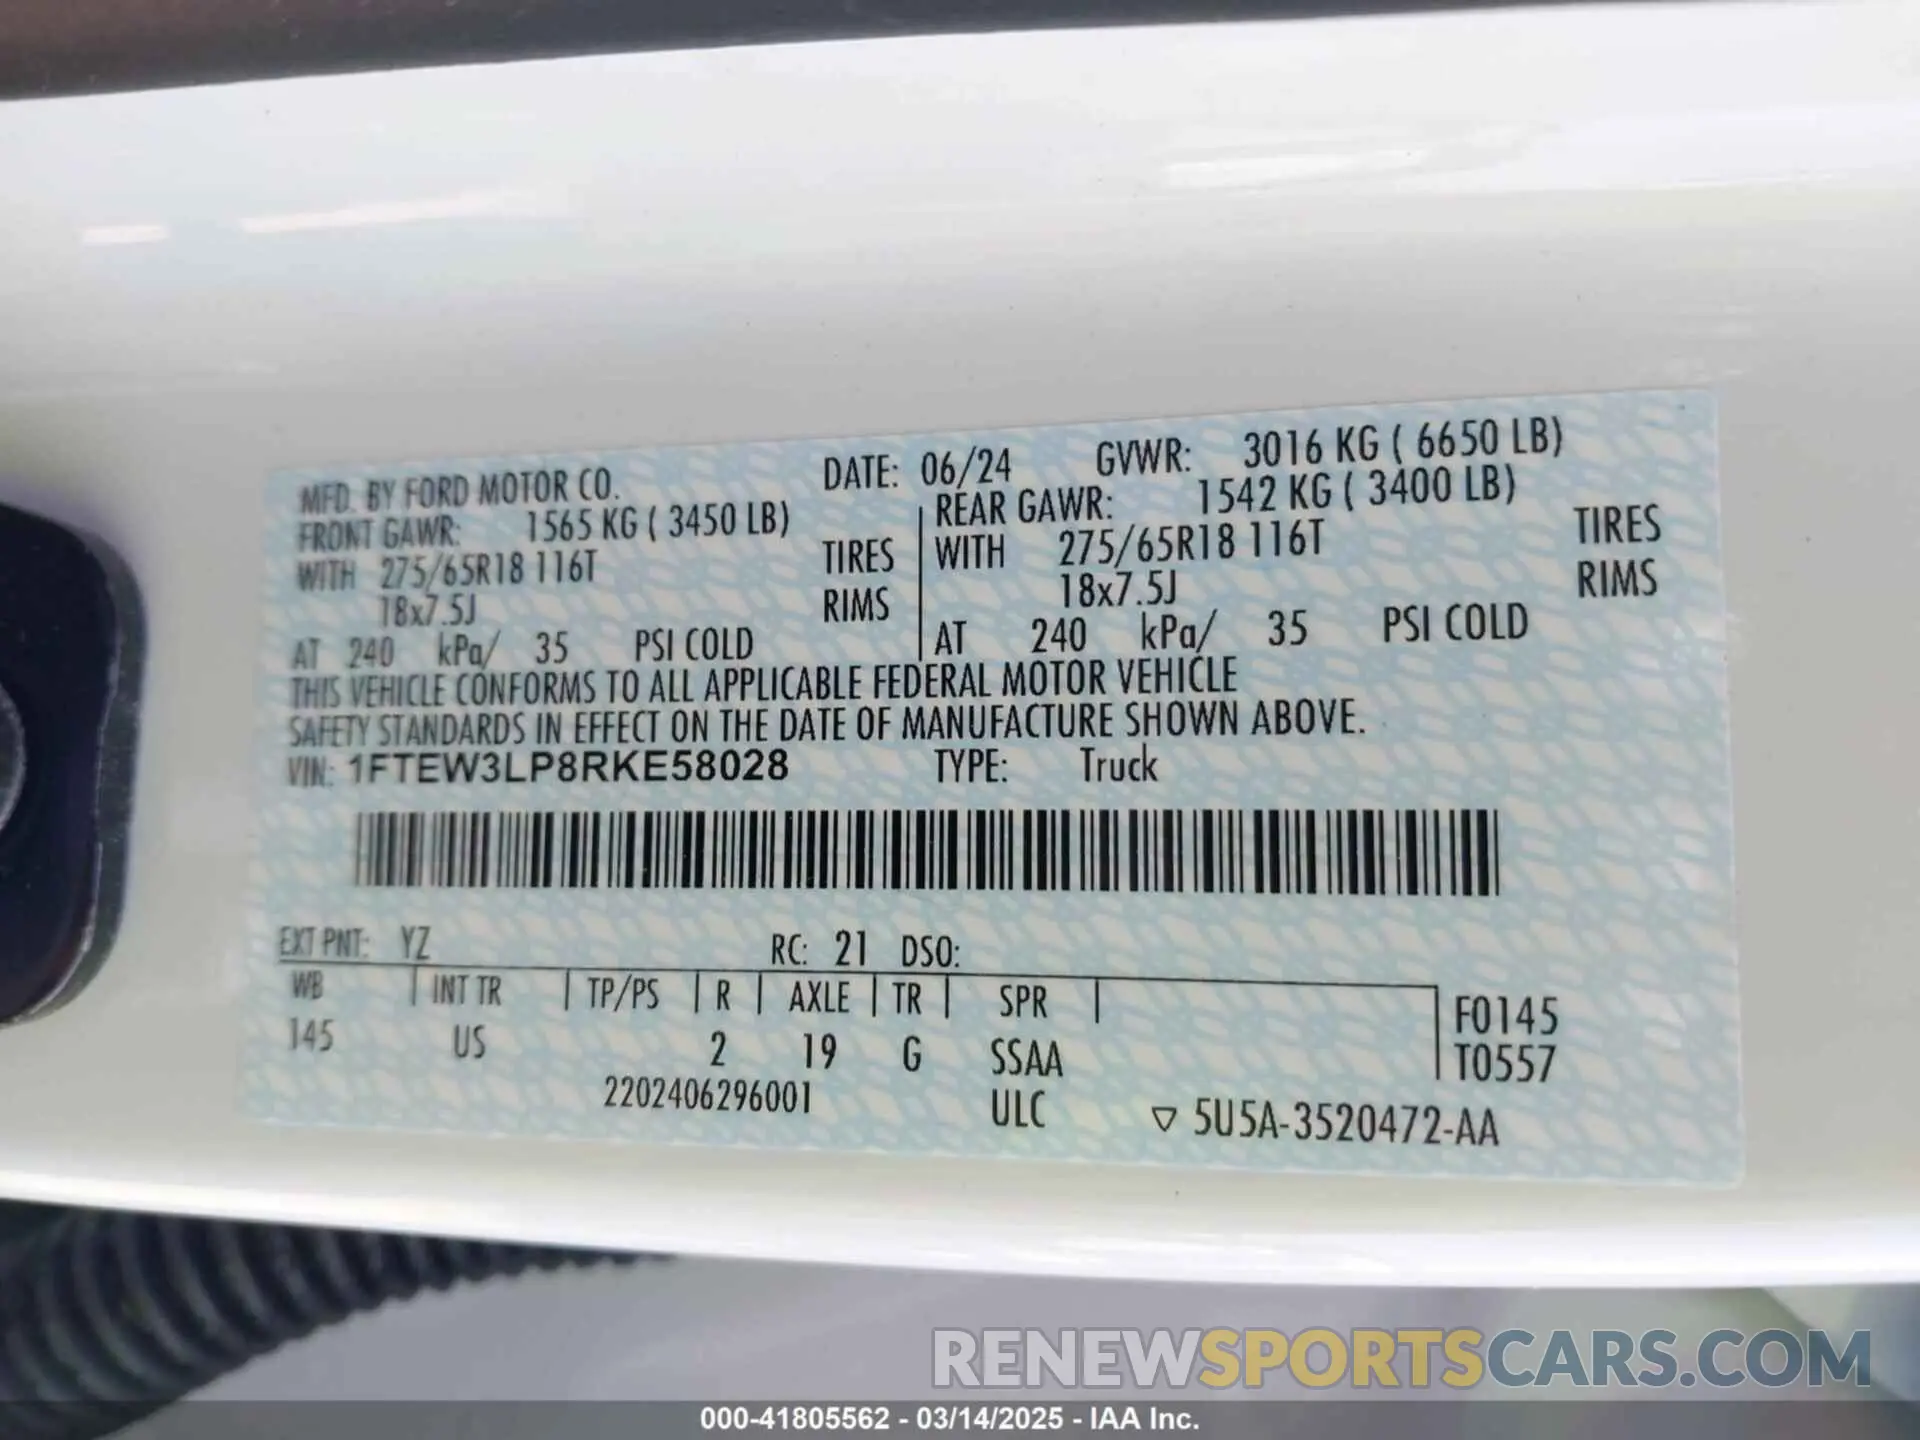 MFD. BY FORD MOTOR CO. DATE: 06/24 GVWR: 3016 KG ( 6650 LB)
FRONT GAWR: 1565 KG ( 3450 LB) REAR GAWR: 1542 KG ( 3400 LB)
WITH 275/65R18 116T TIRES WITH 275/65R18 116T TIRES
18x7.5J RIMS 18x7.5J RIMS
AT 240 kPa/ 35 PSI COLD AT 240 kPa/ 35 PSI COLD
THIS VEHICLE CONFORMS TO ALL APPLICABLE FEDERAL MOTOR VEHICLE
SAFETY STANDARDS IN EFFECT ON THE DATE OF MANUFACTURE SHOWN ABOVE.
VIN: 1FTEW3LP8RKE58028 TYPE: Truck
EXT PNT: YZ RC: 21 DSO:
WB | INT TR | TP/PS | R | AXLE | TR | SPR | F0145
145 US 2 19 G SSAA T0557
2202406296001 ULC ▽ 5U5A-3520472-AA
RENEWSPORTSCARS.COM
000-41805562 - 03/14/2025 - IAA Inc.